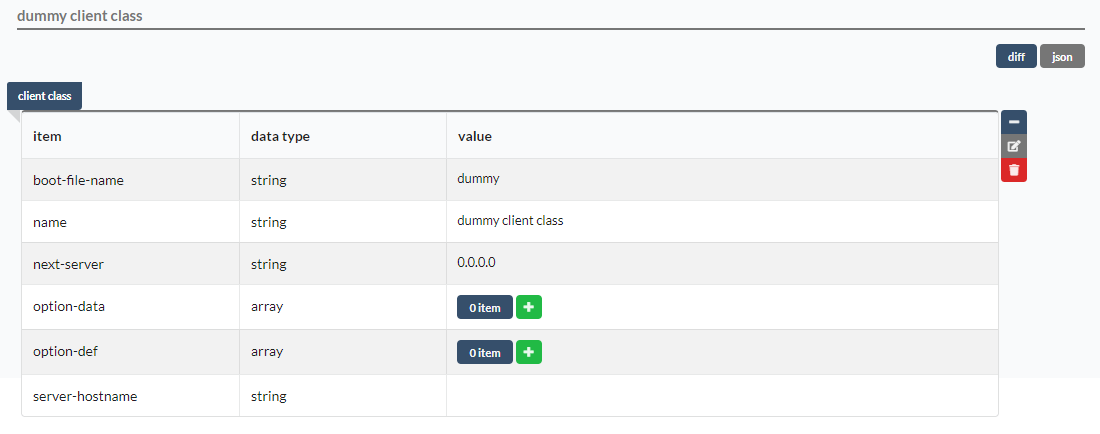 dummy client class
diff json
client class
item data type value
boot-file-name string dummy
name string dummy client class
next-server string 0.0.0.0
option-data array 0 item
option-def array 0 item
server-hostname string